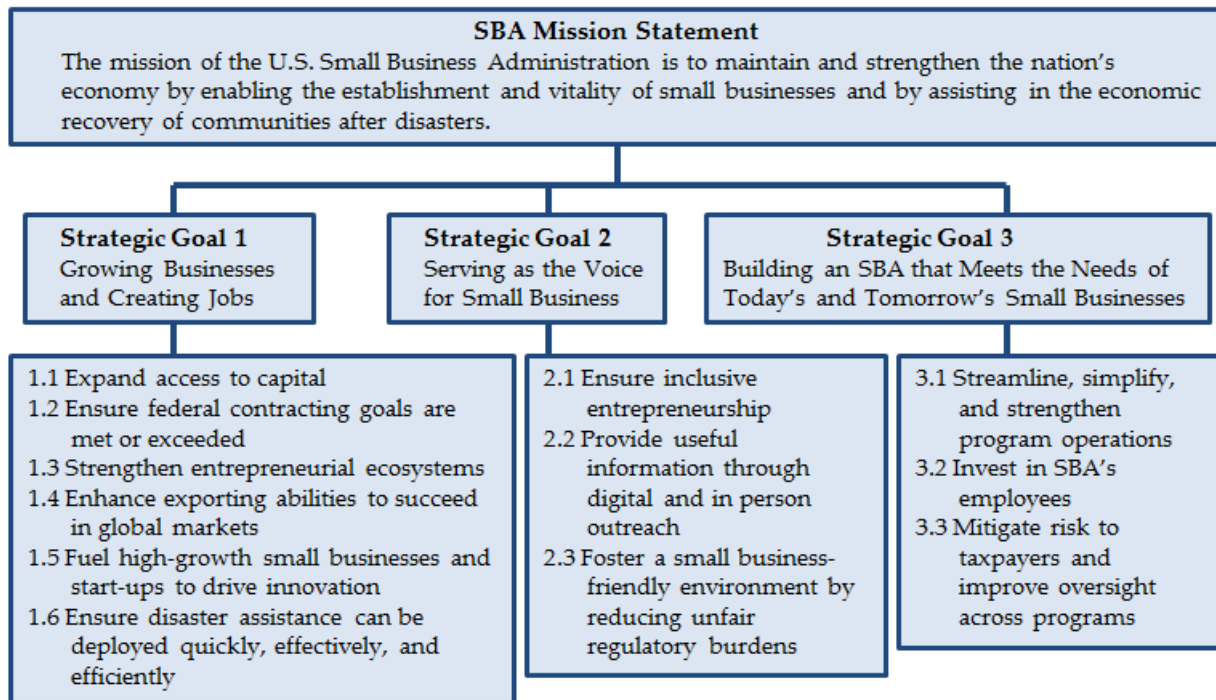 SBA Mission Statement
The mission of the U.S. Small Business Administration is to maintain and strengthen the nation's
economy by enabling the establishment and vitality of small businesses and by assisting in the economic
recovery of communities after disasters.
Strategic Goal 1
Growing Businesses
and Creating Jobs
Strategic Goal 2
Serving as the Voice
for Small Business
Strategic Goal 3
Building an SBA that Meets the Needs of
Today's and Tomorrow's Small Businesses
1.1 Expand access to capital
1.2 Ensure federal contracting goals are
met or exceeded
1.3 Strengthen entrepreneurial ecosystems
1.4 Enhance exporting abilities to succeed
in global markets
1.5 Fuel high-growth small businesses and
start-ups to drive innovation
1.6 Ensure disaster assistance can be
deployed quickly, effectively, and
efficiently
2.1 Ensure inclusive
entrepreneurship
2.2 Provide useful
information through
digital and in person
outreach
2.3 Foster a small business-
friendly environment by
reducing unfair
regulatory burdens
3.1 Streamline, simplify,
and strengthen
program operations
3.2 Invest in SBA's
employees
3.3 Mitigate risk to
taxpayers and
improve oversight
across programs